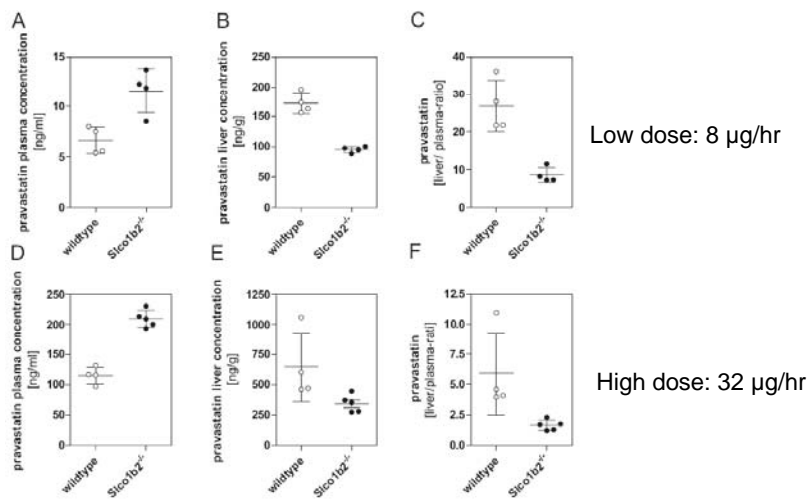 A
pravastatin plasma concentration
[ng/ml]
15
10
5
0
wildtype
Slco1b2-/-
B
pravastatin liver concentration
[ng/g]
250
200
150
100
50
0
wildtype
Slco1b2-/-
C
pravastatin
[liver/ plasma-ratio]
40
30
20
10
0
wildtype
Slco1b2-/-
Low dose: 8 µg/hr
D
pravastatin plasma concentration
[ng/ml]
250
200
150
100
50
0
wildtype
Slco1b2-/-
E
pravastatin liver concentration
[ng/g]
1250
1000
750
500
250
0
wildtype
Slco1b2-/-
F
pravastatin
[liver/plasma-rati]
12.5
10.0
7.5
5.0
2.5
0.0
wildtype
Slco1b2-/-
High dose: 32 µg/hr